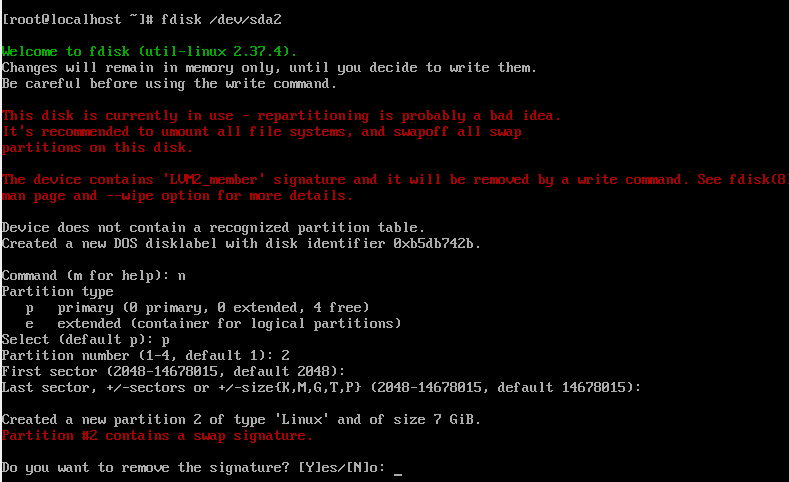 [root@localhost ~]# fdisk /dev/sda2
Welcome to fdisk (util-linux 2.37.4).
Changes will remain in memory only, until you decide to write them.
Be careful before using the write command.
This disk is currently in use - repartitioning is probably a bad idea.
It's recommended to umount all file systems, and swapoff all swap
partitions on this disk.
The device contains 'LVM2_member' signature and it will be removed by a write command. See fdisk(8
man page and --wipe option for more details.
Device does not contain a recognized partition table.
Created a new DOS disklabel with disk identifier 0xb5db742b.
Command (m for help): n
Partition type
p   primary (0 primary, 0 extended, 4 free)
e   extended (container for logical partitions)
Select (default p): p
Partition number (1-4, default 1): 2
First sector (2048-14678015, default 2048):
Last sector, +/-sectors or +/-size{K,M,G,T,P} (2048-14678015, default 14678015):
Created a new partition 2 of type 'Linux' and of size 7 GiB.
Partition #2 contains a swap signature.
Do you want to remove the signature? [Y]es/[N]o: _